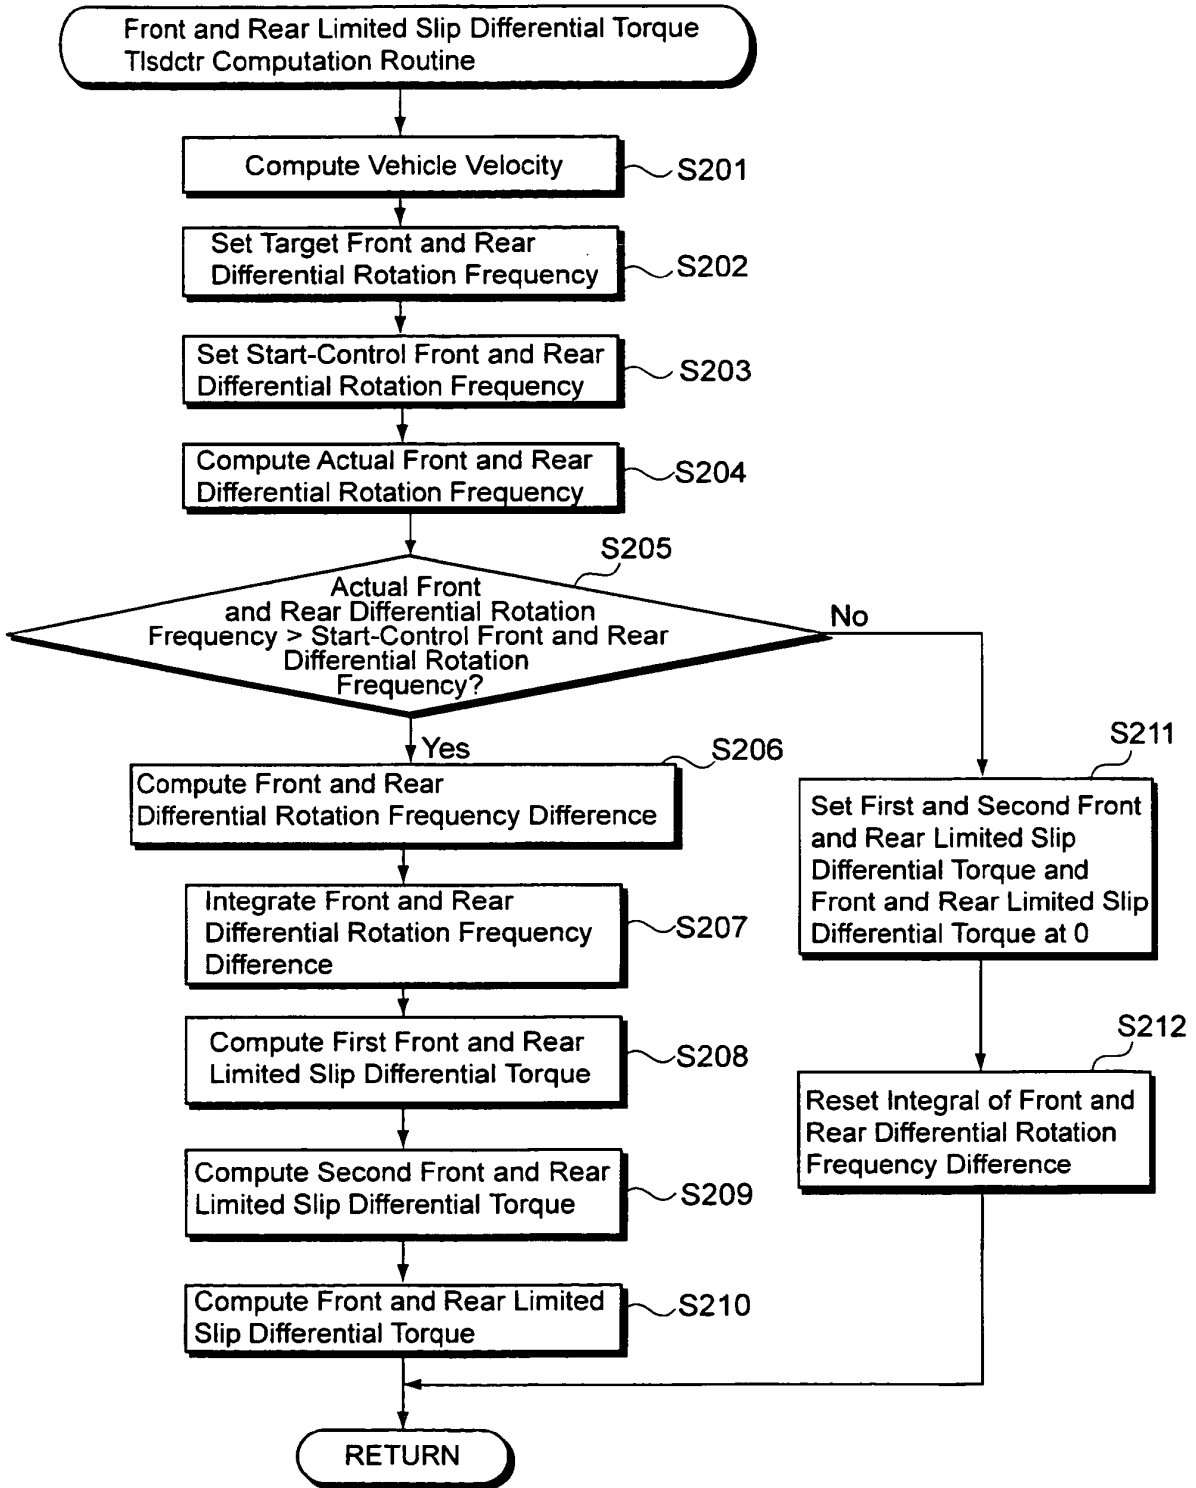 Front and Rear Limited Slip Differential Torque
Tlsdctr Computation Routine
Compute Vehicle Velocity
S201
Set Target Front and Rear
Differential Rotation Frequency
S202
Set Start-Control Front and Rear
Differential Rotation Frequency
S203
Compute Actual Front and Rear
Differential Rotation Frequency
S204
S205
Actual Front
and Rear Differential Rotation
Frequency > Start-Control Front and Rear
Differential Rotation
Frequency?
No
Yes
S206
Compute Front and Rear
Differential Rotation Frequency Difference
Integrate Front and Rear
Differential Rotation Frequency
Difference
S207
Compute First Front and Rear
Limited Slip Differential Torque
S208
Compute Second Front and Rear
Limited Slip Differential Torque
S209
Compute Front and Rear Limited
Slip Differential Torque
S210
S211
Set First and Second Front
and Rear Limited Slip
Differential Torque and
Front and Rear Limited Slip
Differential Torque at 0
S212
Reset Integral of Front and
Rear Differential Rotation
Frequency Difference
RETURN